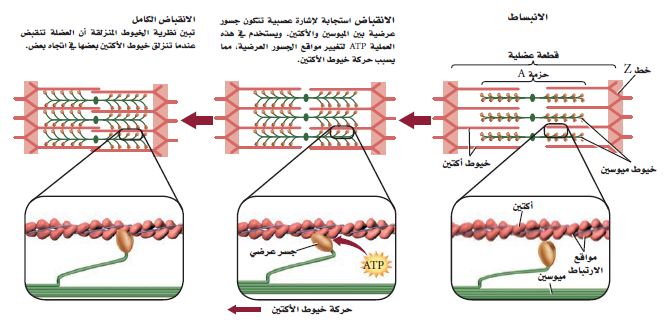 الانبساط
الانقباض استجابة لإشارة عصبية تتكون جسور
عرضية بين الميوسين والأكتين. ويستخدم في هذه
العملية ATP لتغيير مواقع الجسور العرضية، مما
يسبب حركة خيوط الأكتين.
الانقباض الكامل
تبين نظرية الخيوط المنزلقة أن العضلة تنقبض
عندما تنزلق خيوط الأكتين بعضها في اتجاه بعض.
قطعة عضلية
خط Z
حزمة A
خيوط أكتين
خيوط ميوسين
أكتين
مواقع
الارتباط
ميوسين
جسر عرضي
ATP
حركة خيوط الأكتين